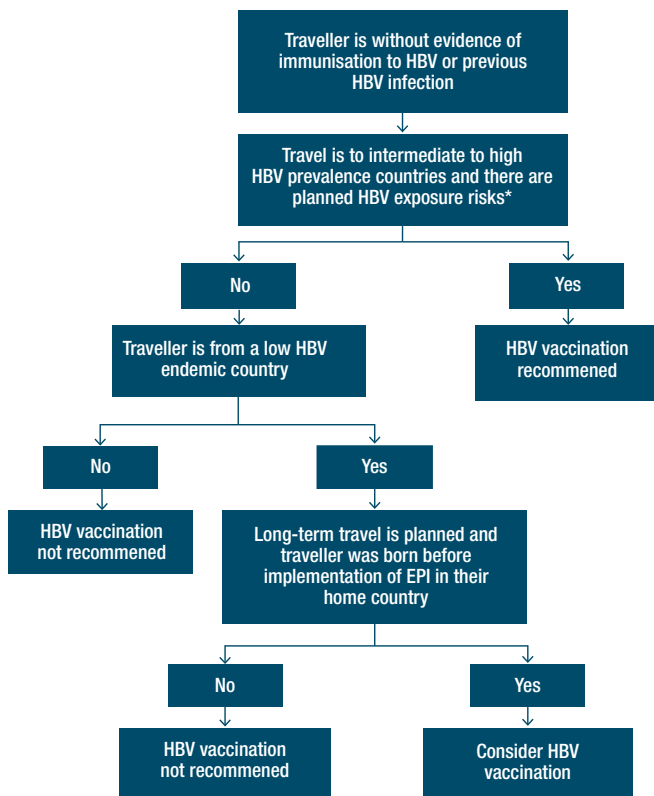 Traveller is without evidence of
immunisation to HBV or previous
HBV infection
Travel is to intermediate to high
HBV prevalence countries and there are
planned HBV exposure risks*
No
Yes
Traveller is from a low HBV
endemic country
HBV vaccination
recommened
No
Yes
HBV vaccination
not recommened
Long-term travel is planned and
traveller was born before
implementation of EPI in their
home country
No
Yes
HBV vaccination
not recommened
Consider HBV
vaccination